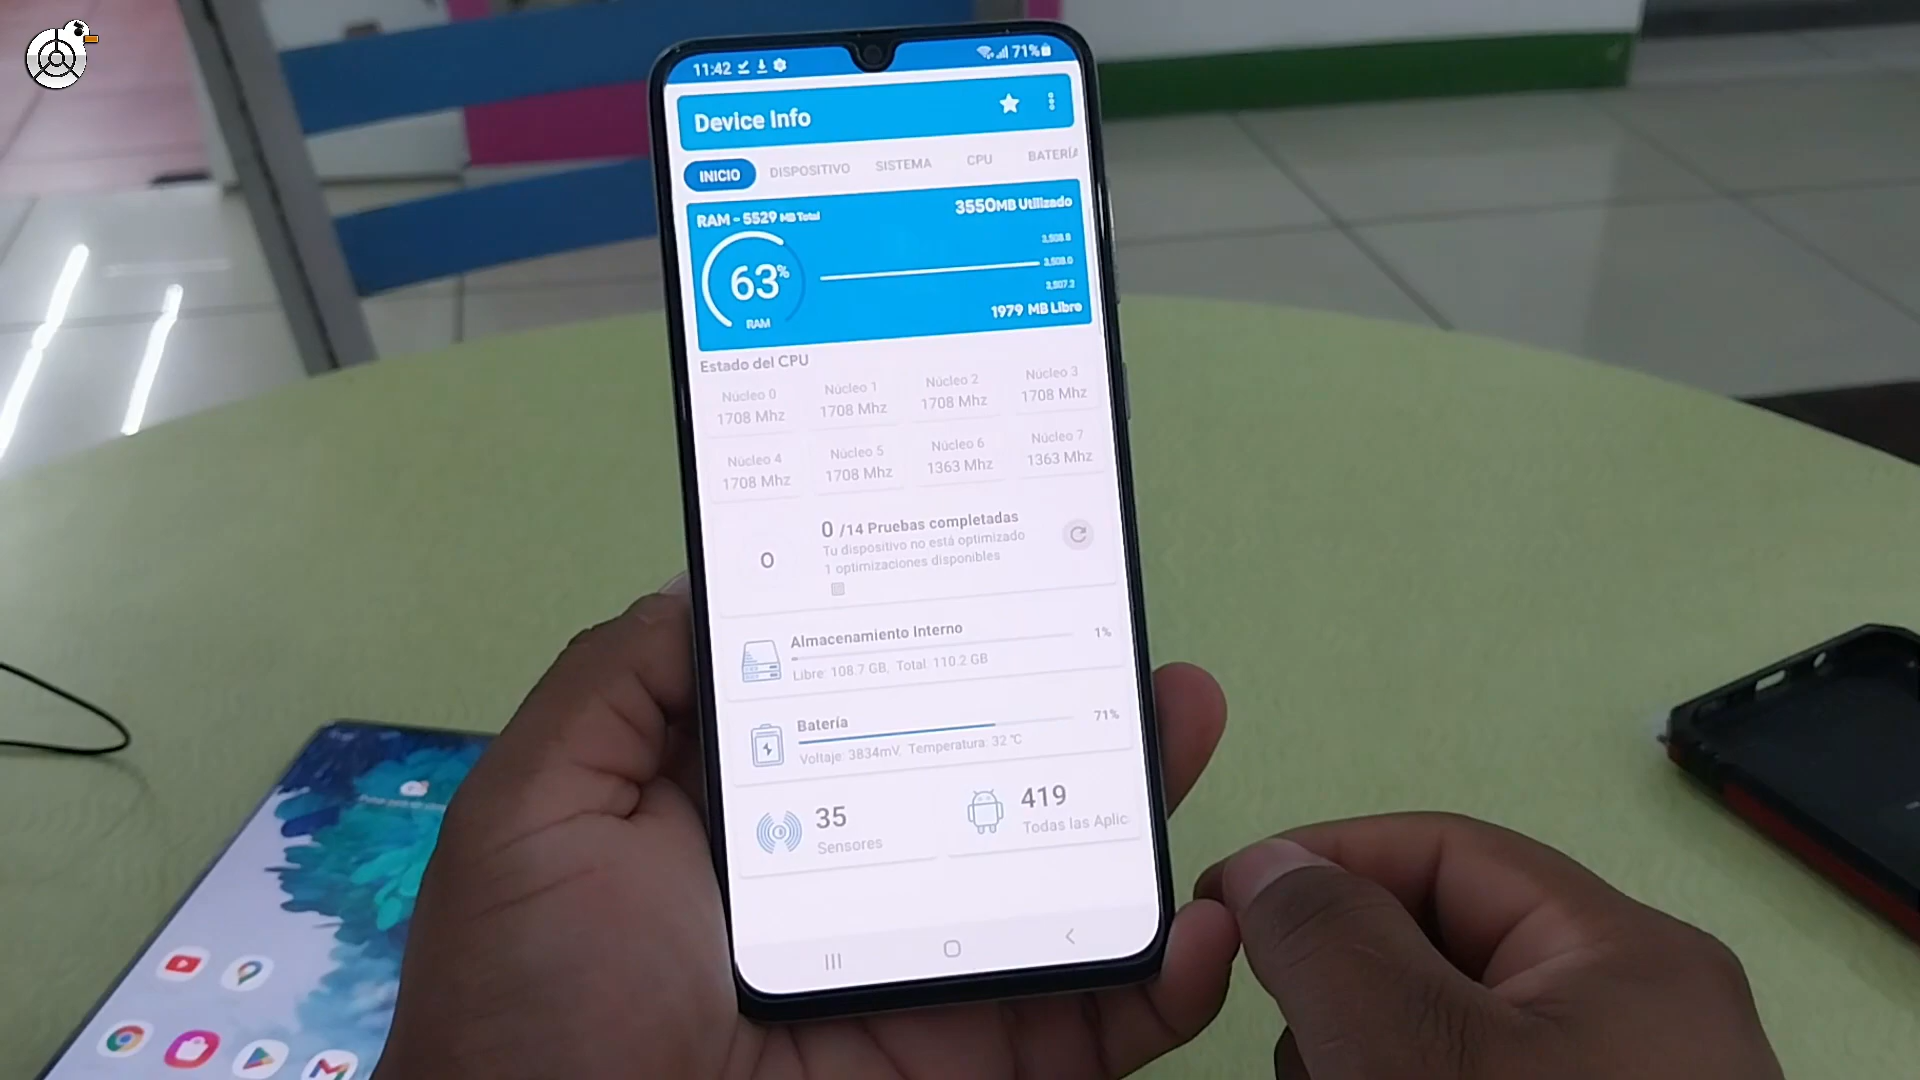 11:42
71%
Device Info
INICIO
DISPOSITIVO
SISTEMA
CPU
BATERÍA
RAM - 5529 MB Total
3550MB Utilizado
63%
RAM
1979 MB Libre
Estado del CPU
Núcleo 0
Núcleo 1
Núcleo 2
Núcleo 3
1708 Mhz
1708 Mhz
1708 Mhz
1708 Mhz
Núcleo 4
Núcleo 5
Núcleo 6
Núcleo 7
1708 Mhz
1708 Mhz
1363 Mhz
1363 Mhz
0
0 /14 Pruebas completadas
Tu dispositivo no está optimizado
1 optimizaciones disponibles
Almacenamiento Interno
1%
Libre: 108.7 GB, Total: 110.2 GB
Batería
71%
Voltaje: 3834mV, Temperatura: 32 °C
35
Sensores
419
Todas las Aplic